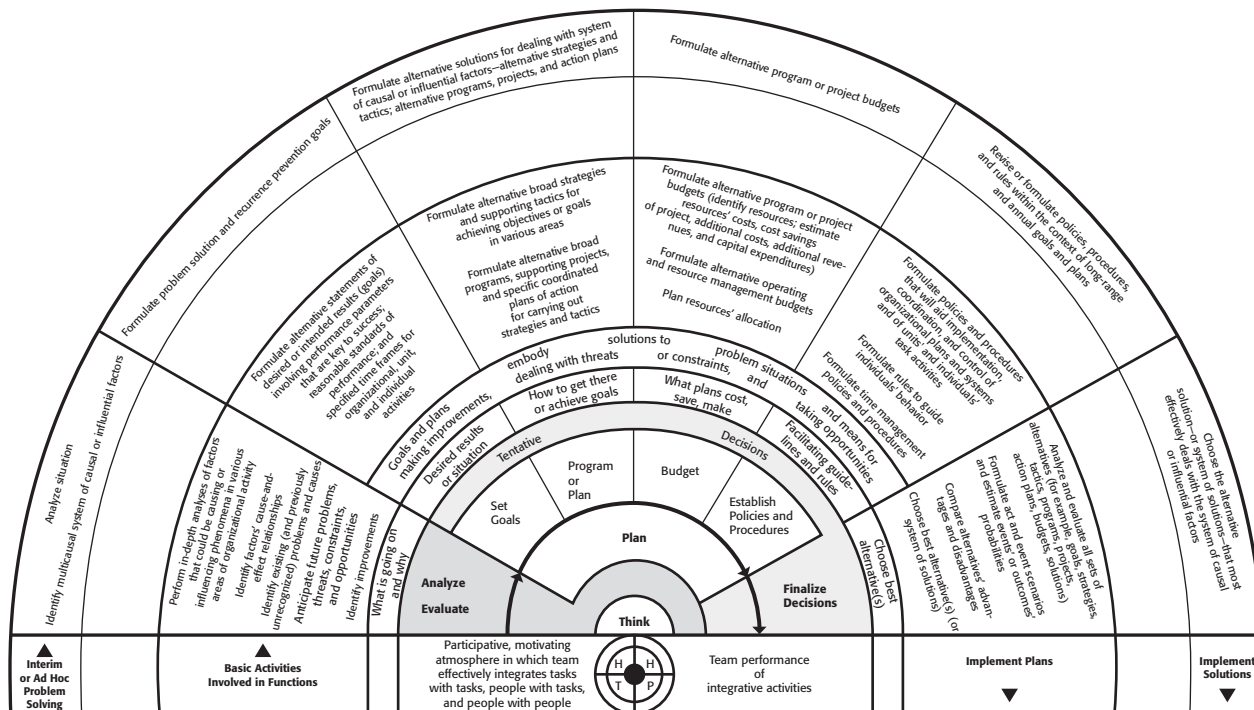 Analyze situation
Identify multicausal system of causal or influential factors
Formulate problem solution and recurrence prevention goals
Formulate alternative solutions for dealing with system
of causal or influential factors—alternative strategies and
tactics; alternative programs, projects, and action plans
Formulate alternative program or project budgets
Revise or formulate policies, procedures,
and rules within the context of long-range
and annual goals and plans
Choose the alternative
solution—or system of solutions—that most
effectively deals with the system of causal
or influential factors
Perform in-depth analyses of factors
that could be causing or
influencing phenomena in various
areas of organizational activity
Identify factors' cause-and-
effect relationships
Identify existing (and previously
unrecognized) problems and causes
Anticipate future problems,
threats, constraints,
and opportunities
Identify improvements
Formulate alternative statements of
desired or intended results (goals)
involving performance parameters
that are key to success;
reasonable standards of
performance; and
specified time frames for
organizational, unit,
and individual
activities
Formulate alternative broad strategies
and supporting tactics for
achieving objectives or goals
in various areas
Formulate alternative broad
programs, supporting projects,
and specific coordinated
plans of action
for carrying out
strategies and tactics
Formulate alternative program or project
budgets (identify resources; estimate
resources' costs, cost savings
of project, additional costs, additional reve-
nues, and capital expenditures)
Formulate alternative operating
and resource management budgets
Plan resources' allocation
Formulate policies and procedures
that will aid implementation,
coordination, and control of
organizational plans and systems
and of units' and individuals'
task activities
Formulate rules to guide
individuals' behavior
Formulate time management
policies and procedures
Analyze and evaluate all sets of
alternatives (for example, goals, strategies,
tactics, programs, projects,
action plans, budgets, solutions)
Formulate act and event scenarios
and estimate events' or outcomes'
probabilities
Compare alternatives' advan-
tages and disadvantages
Choose best alternative(s) (or
system of solutions)
Goals and plans embody solutions to problem situations and means for
making improvements, dealing with threats or constraints, and taking opportunities
What is going on
and why
Desired results
or situation
How to get there
or achieve goals
What plans cost,
save, make
Facilitating guide-
lines and rules
Choose best
alternative(s)
Tentative Decisions
Analyze
Evaluate
Set
Goals
Program
or
Plan
Budget
Establish
Policies and
Procedures
Finalize
Decisions
Plan
Think
Interim
or Ad Hoc
Problem
Solving
Basic Activities
Involved in Functions
Participative, motivating
atmosphere in which team
effectively integrates tasks
with tasks, people with tasks,
and people with people
H H
T P
Team performance
of
integrative activities
Implement Plans
Implement
Solutions